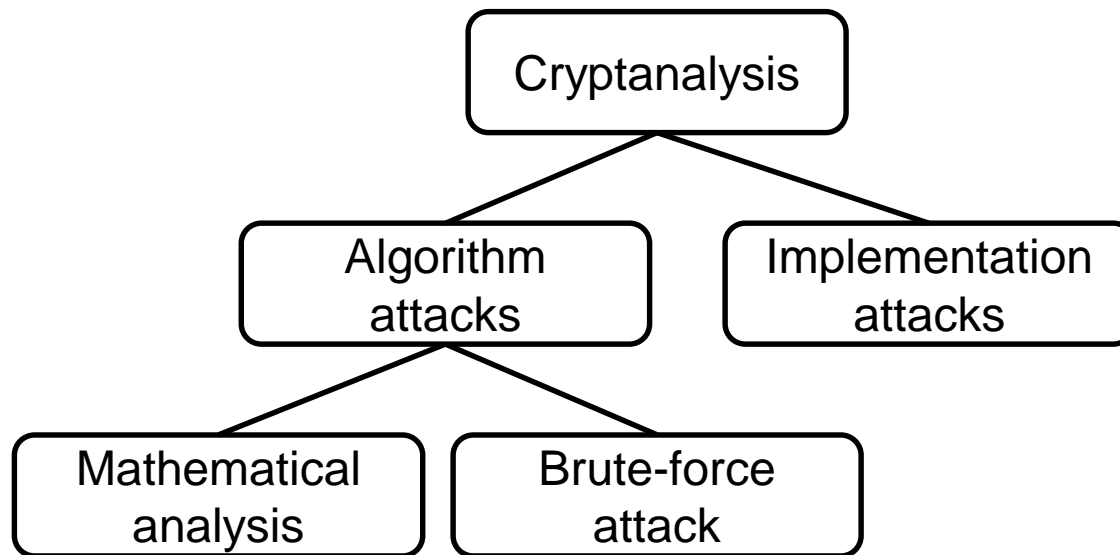 Cryptanalysis
Algorithm
attacks
Implementation
attacks
Mathematical
analysis
Brute-force
attack